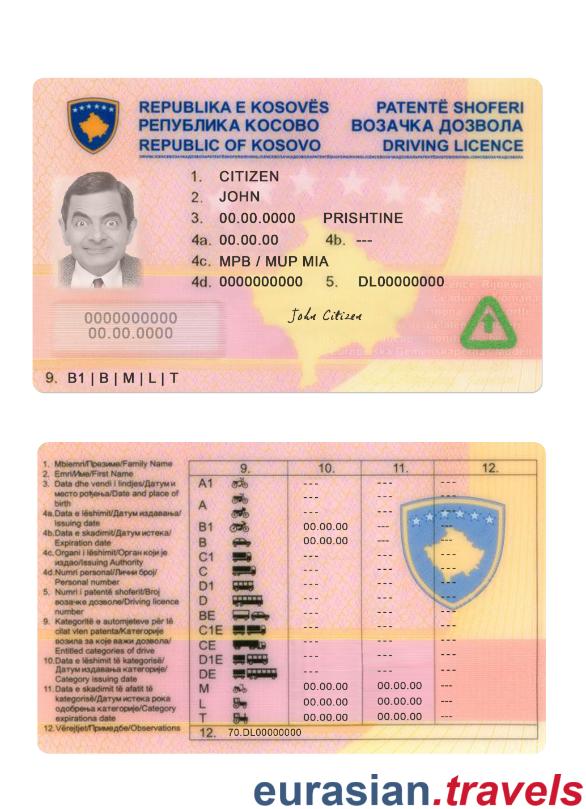 REPUBLIKA E KOSOVËS PATENTË SHOFERI
РЕПУБЛИКА КОСОВО ВОЗАЧКА ДОЗВОЛА
REPUBLIC OF KOSOVO DRIVING LICENCE
1. CITIZEN
2. JOHN
3. 00.00.0000 PRISHTINE
4a. 00.00.00 4b. ---
4c. MPB / MUP MIA
4d. 0000000000 5. DL00000000
John Citizen
0000000000
00.00.0000
9. B1 | B | M | L | T
1. Mbiemri/Презиме/Family Name
2. Emri/Име/First Name
3. Data dhe vendi i lindjes/Датум и
место рођења/Date and place of
birth
4a.Data e lëshimit/Датум издавања/
Issuing date
4b.Data e skadimit/Датум истека/
Expiration date
4c.Organi i lëshimit/Орган који је
издао/Issuing Authority
4d.Numri personal/Лични број/
Personal number
5. Numri i patentë shoferit/Број
возачке дозволе/Driving licence
number
9. Kategoritë e automjeteve për të
cilat vlen patenta/Категорије
возила за које важи дозвола/
Entitled categories of drive
10.Data e lëshimit të kategorisë/
Датум издавања категорије/
Category issuing date
11.Data e skadimit të afatit të
kategorisë/Датум истека рока
одобрења категорије/Category
expirationa date
12.Vërejtjet/Примедбе/Observations
9. 10. 11. 12.
A1 --- --- ---
--- --- ---
A --- --- ---
B1 00.00.00 --- ---
B 00.00.00 --- ---
C1 --- --- ---
C --- --- ---
D1 --- --- ---
D --- --- ---
BE --- --- ---
C1E --- --- ---
CE --- --- ---
D1E --- --- ---
DE --- --- ---
M 00.00.00 00.00.00 ---
L 00.00.00 00.00.00 ---
T 00.00.00 00.00.00 ---
12. 70.DL00000000
eurasian.travels